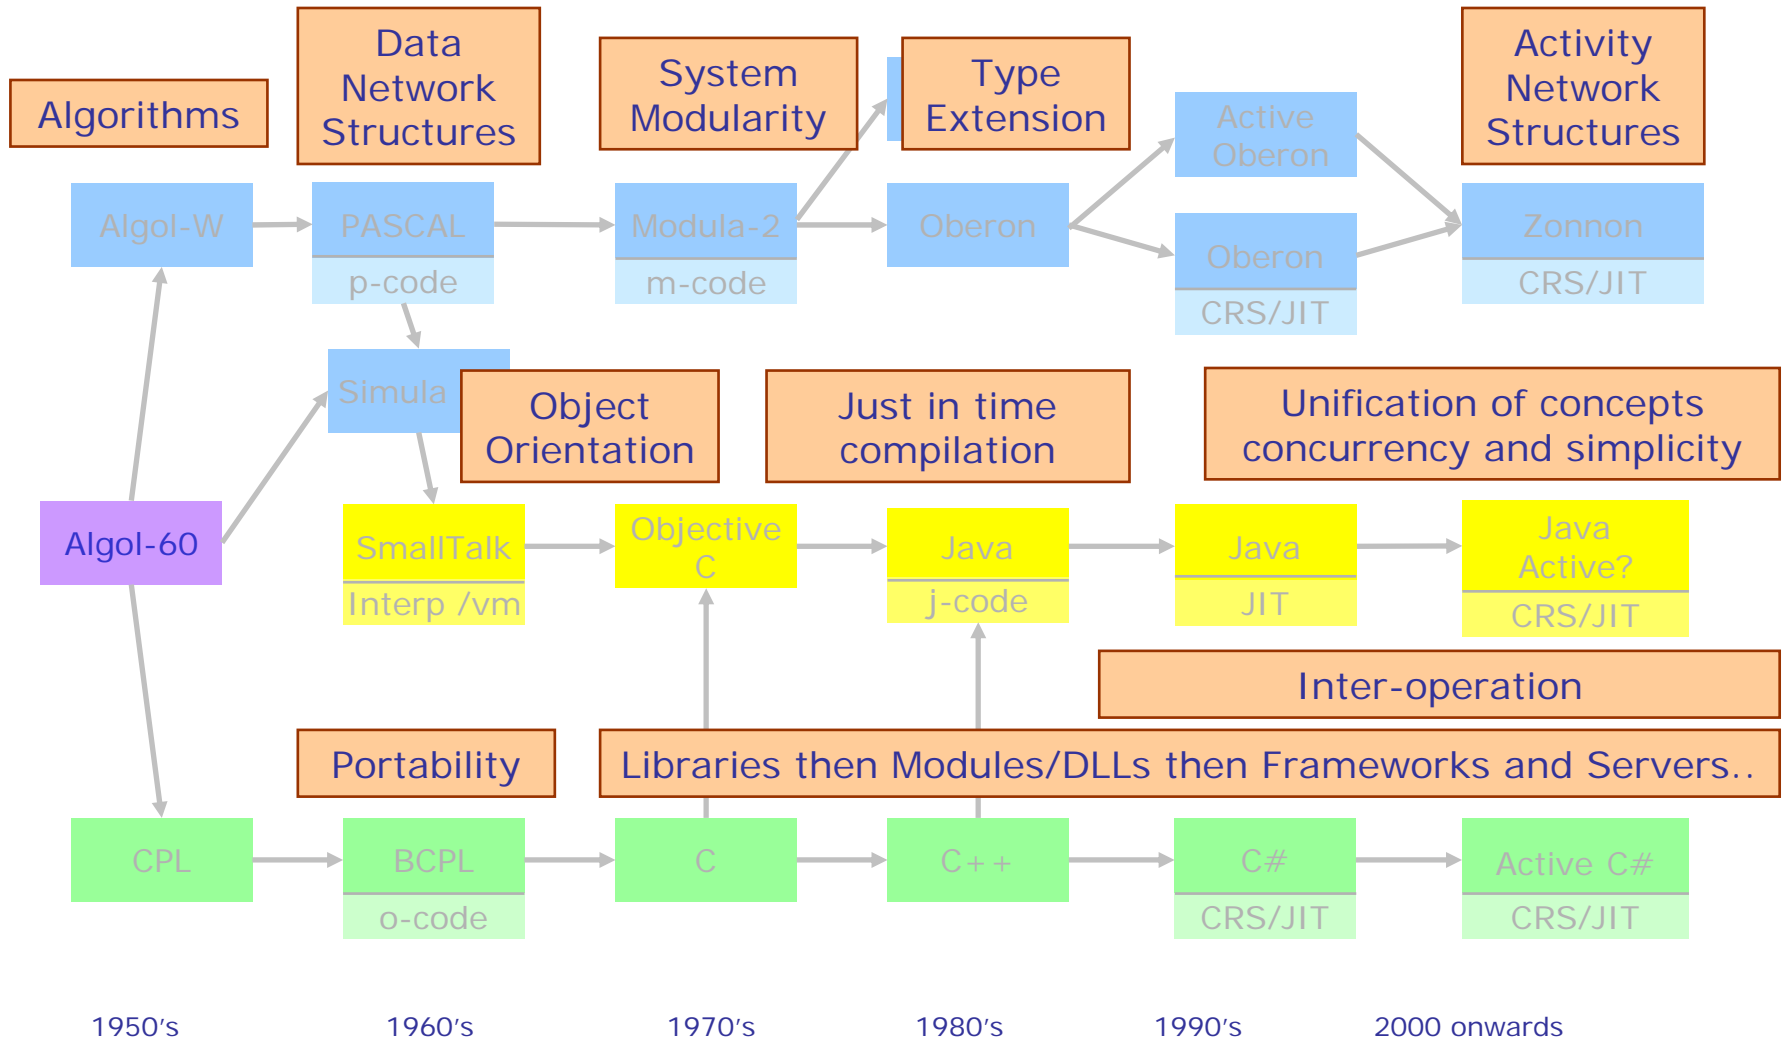 Algorithms
Data
Network
Structures
System
Modularity
Type
Extension
Activity
Network
Structures
Active
Oberon
Algol-W
PASCAL
p-code
Modula-2
m-code
Oberon
Oberon
CRS/JIT
Zonnon
CRS/JIT
Simula
Object
Orientation
Just in time
compilation
Unification of concepts
concurrency and simplicity
Algol-60
SmallTalk
Interp /vm
Objective
C
Java
j-code
Java
JIT
Java
Active?
CRS/JIT
Inter-operation
Portability
Libraries then Modules/DLLs then Frameworks and Servers..
CPL
BCPL
o-code
C
C++
C#
CRS/JIT
Active C#
CRS/JIT
1950's
1960's
1970's
1980's
1990's
2000 onwards